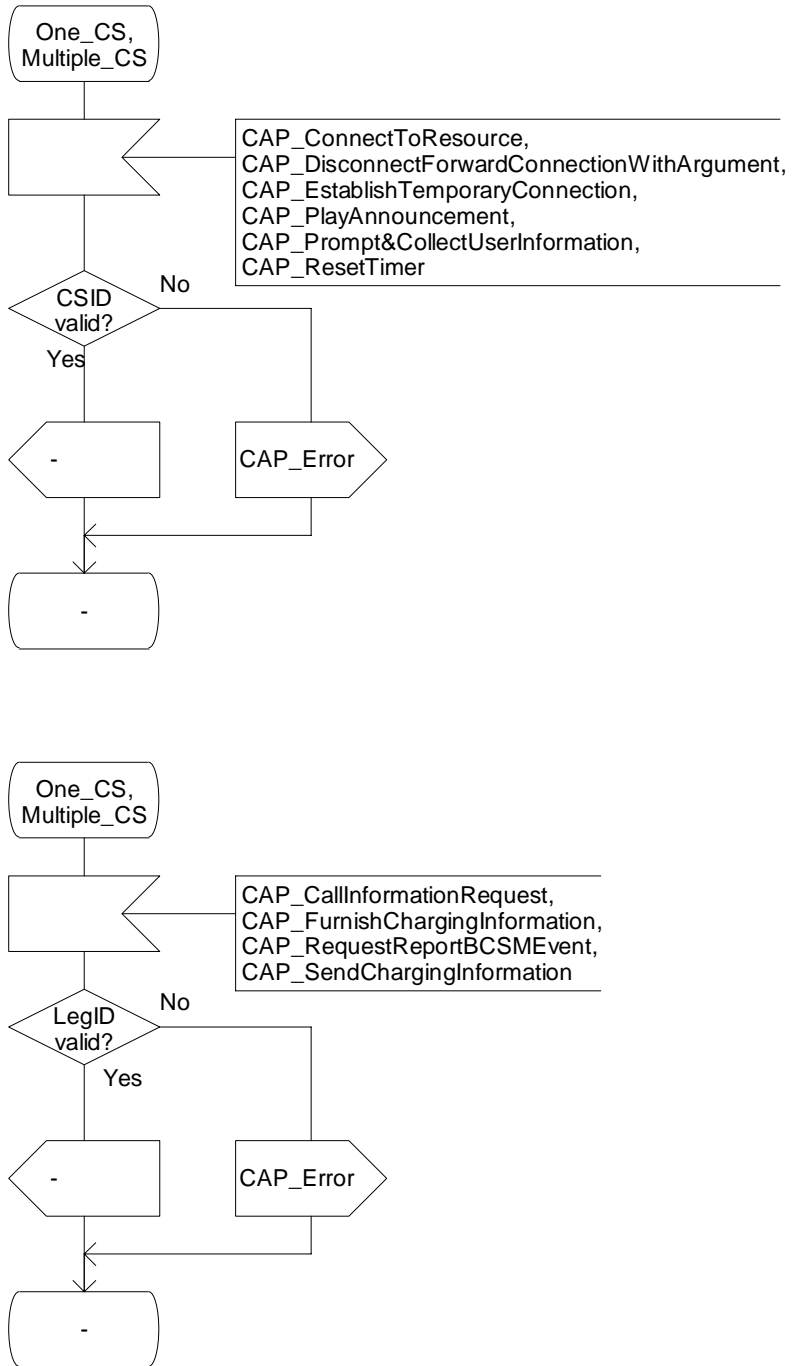 One_CS,
Multiple_CS
CAP_ConnectToResource,
CAP_DisconnectForwardConnectionWithArgument,
CAP_EstablishTemporaryConnection,
CAP_PlayAnnouncement,
CAP_Prompt&CollectUserInformation,
CAP_ResetTimer
CSID
valid?
No
Yes
-
CAP_Error
-
One_CS,
Multiple_CS
CAP_CallInformationRequest,
CAP_FurnishChargingInformation,
CAP_RequestReportBCSMEvent,
CAP_SendChargingInformation
LegID
valid?
No
Yes
-
CAP_Error
-